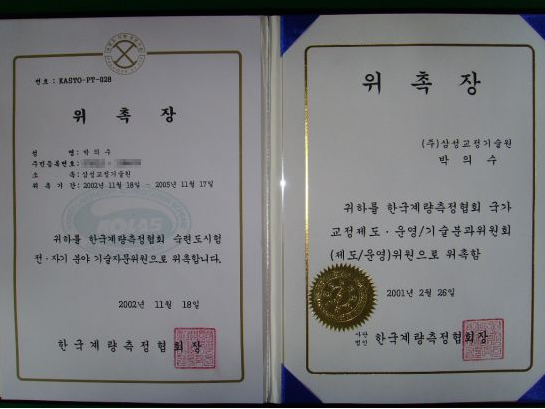 번호 : KASTO-PT-028
위 촉 장
성 명: 박 의 수
주민등록번호:
소 속: 삼성교정기술원
위 촉 기 간: 2002년 11월 18일 - 2005년 11월 17일
귀하를 한국계량측정협회 숙련도시험
전·자기 분야 기술자문위원으로 위촉합니다.
2002년 11월 18일
한국계량측정협회장
위 촉 장
(주)삼성교정기술원
박 의 수
귀하를 한국계량측정협회 국가
교정제도·운영/기술분과위원회
(제도/운영)위원으로 위촉함
2001년 2월 26일
사단
법인 한국계량측정협회장